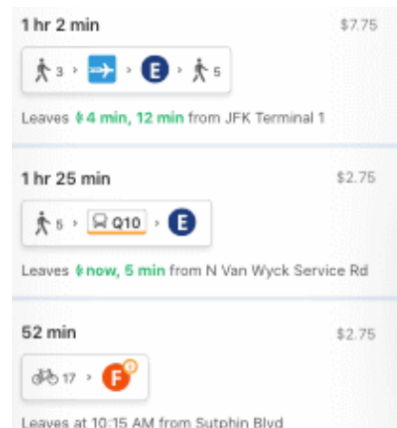 1 hr 2 min $7.75
3 E 5
Leaves 4 min, 12 min from JFK Terminal 1
1 hr 25 min $2.75
6 Q10 E
Leaves now, 5 min from N Van Wyck Service Rd
52 min $2.75
17 F
Leaves at 10:15 AM from Sutphin Blvd